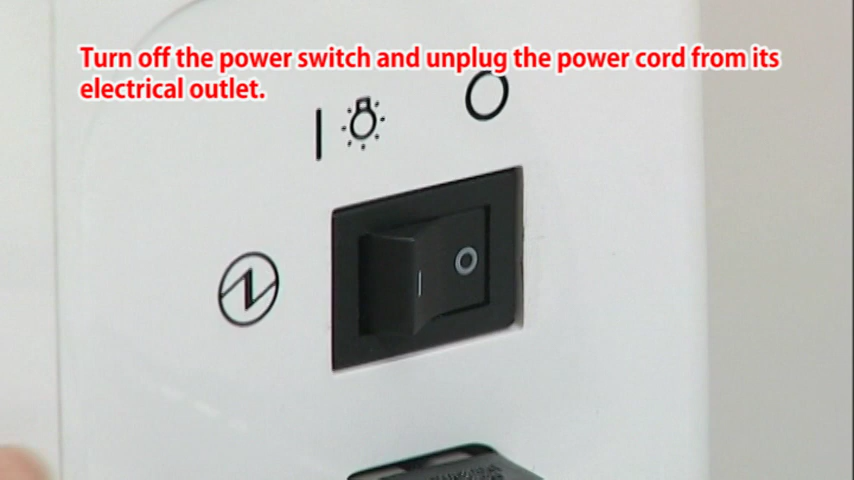 Turn off the power switch and unplug the power cord from its
electrical outlet.